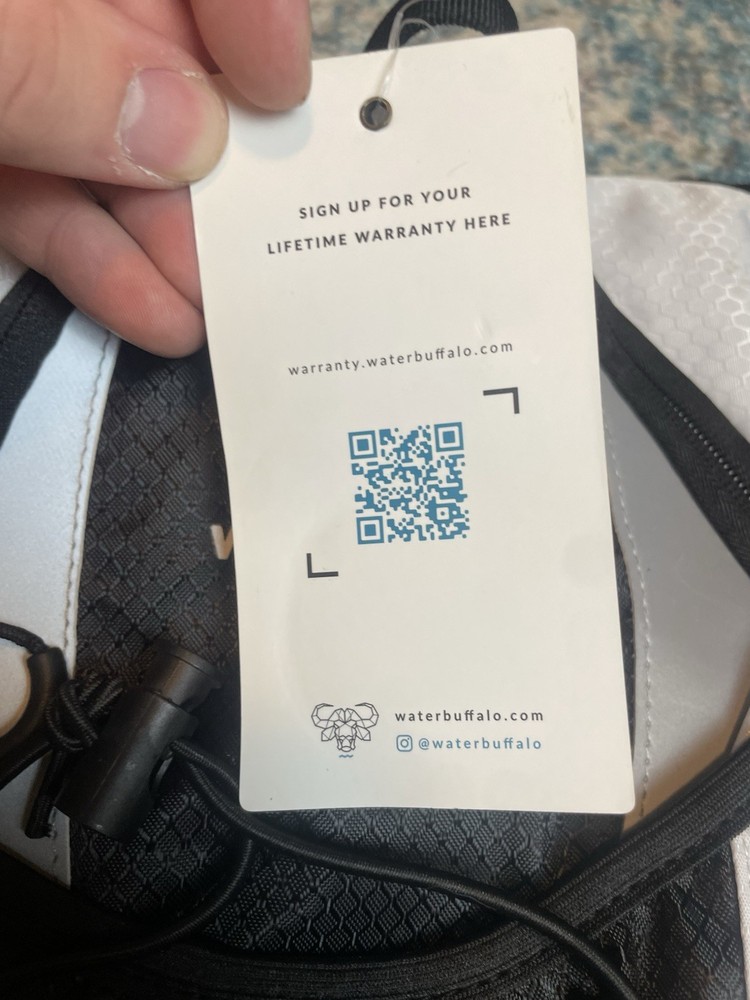 SIGN UP FOR YOUR
LIFETIME WARRANTY HERE
warranty.waterbuffalo.com
waterbuffalo.com
@waterbuffalo